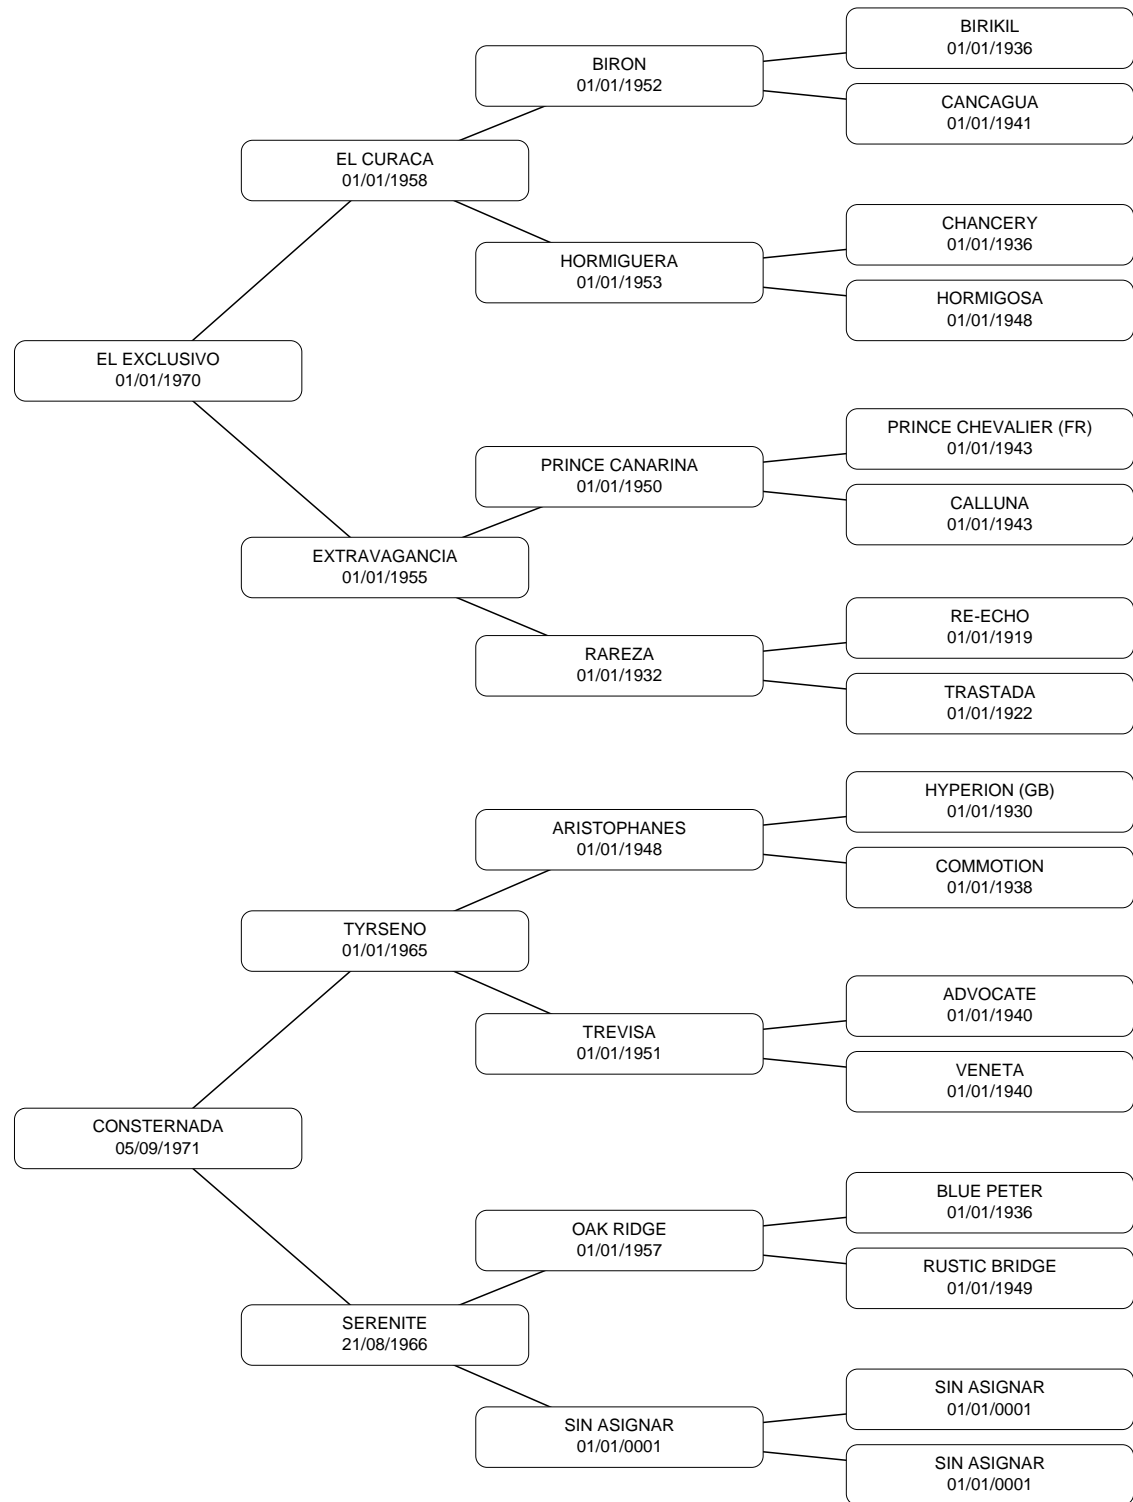 BIRIKIL
01/01/1936
BIRON
01/01/1952
CANCAGUA
01/01/1941
EL CURACA
01/01/1958
CHANCERY
01/01/1936
HORMIGUERA
01/01/1953
HORMIGOSA
01/01/1948
EL EXCLUSIVO
01/01/1970
PRINCE CHEVALIER (FR)
01/01/1943
PRINCE CANARINA
01/01/1950
CALLUNA
01/01/1943
EXTRAVAGANCIA
01/01/1955
RE-ECHO
01/01/1919
RAREZA
01/01/1932
TRASTADA
01/01/1922
HYPERION (GB)
01/01/1930
ARISTOPHANES
01/01/1948
COMMOTION
01/01/1938
TYRSENO
01/01/1965
ADVOCATE
01/01/1940
TREVISA
01/01/1951
VENETA
01/01/1940
CONSTERNADA
05/09/1971
BLUE PETER
01/01/1936
OAK RIDGE
01/01/1957
RUSTIC BRIDGE
01/01/1949
SERENITE
21/08/1966
SIN ASIGNAR
01/01/0001
SIN ASIGNAR
01/01/0001
SIN ASIGNAR
01/01/0001